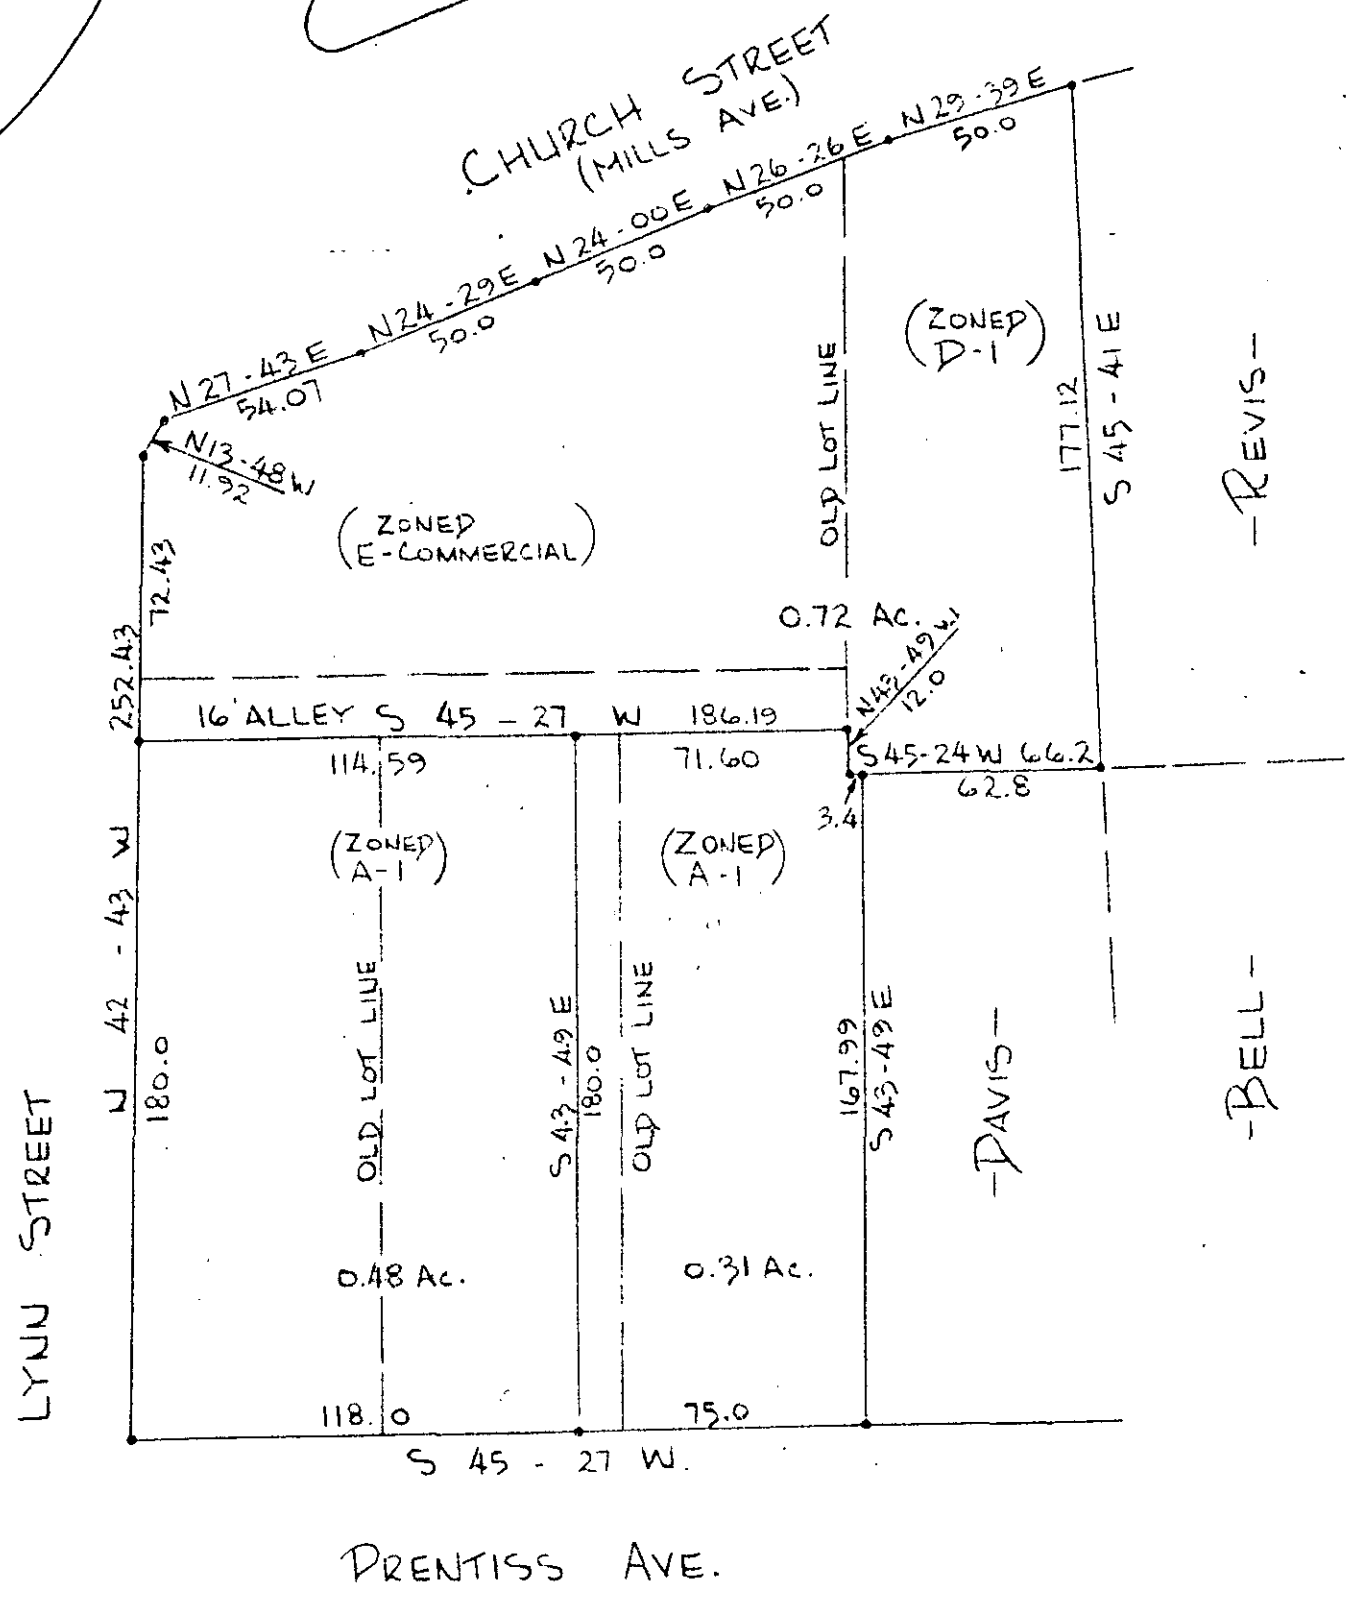 CHURCH STREET
(MILLS AVE.)
N 29-39 E
50.0
N 26-26 E
50.0
N 24-00 E
50.0
N 24-29 E
50.0
N 27-43 E
54.07
N 13-48 W
11.92
(ZONED
D-1)
OLD LOT LINE
177.12
S 45-41 E
-REVIS-
(ZONED
E-COMMERCIAL)
72.43
252.43
0.72 AC.
N 43-49 W
12.0
16' ALLEY S 45-27 W 186.19
114.59
71.60
S 45-24 W 66.2
62.8
3.4
(ZONED
A-1)
(ZONED
A-1)
N 42-43 W
180.0
OLD LOT LINE
S 43-49 E
180.0
OLD LOT LINE
167.99
S 43-49 E
-DAVIS-
-BELL-
LYNN STREET
0.48 AC.
0.31 AC.
118.0
75.0
S 45-27 W.
PRENTISS AVE.